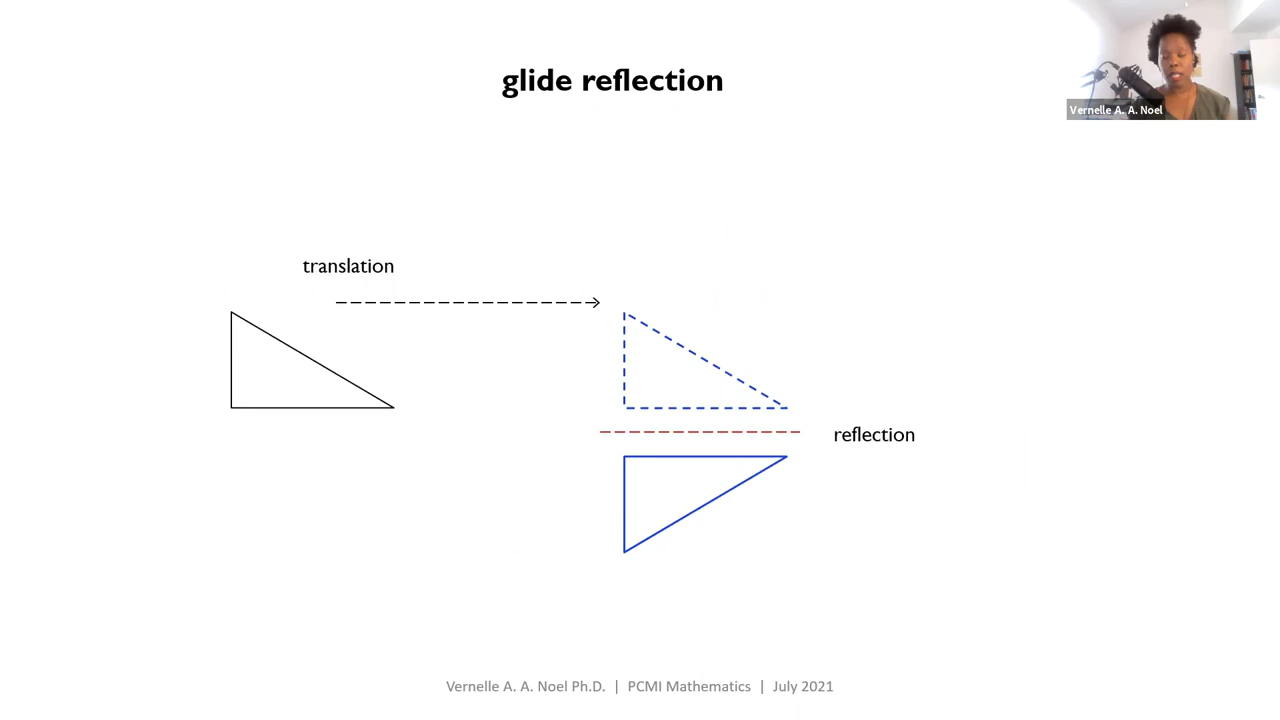 glide reflection
Vernelle A. A. Noel
translation
reflection
Vernelle A. A. Noel Ph.D. | PCMI Mathematics | July 2021